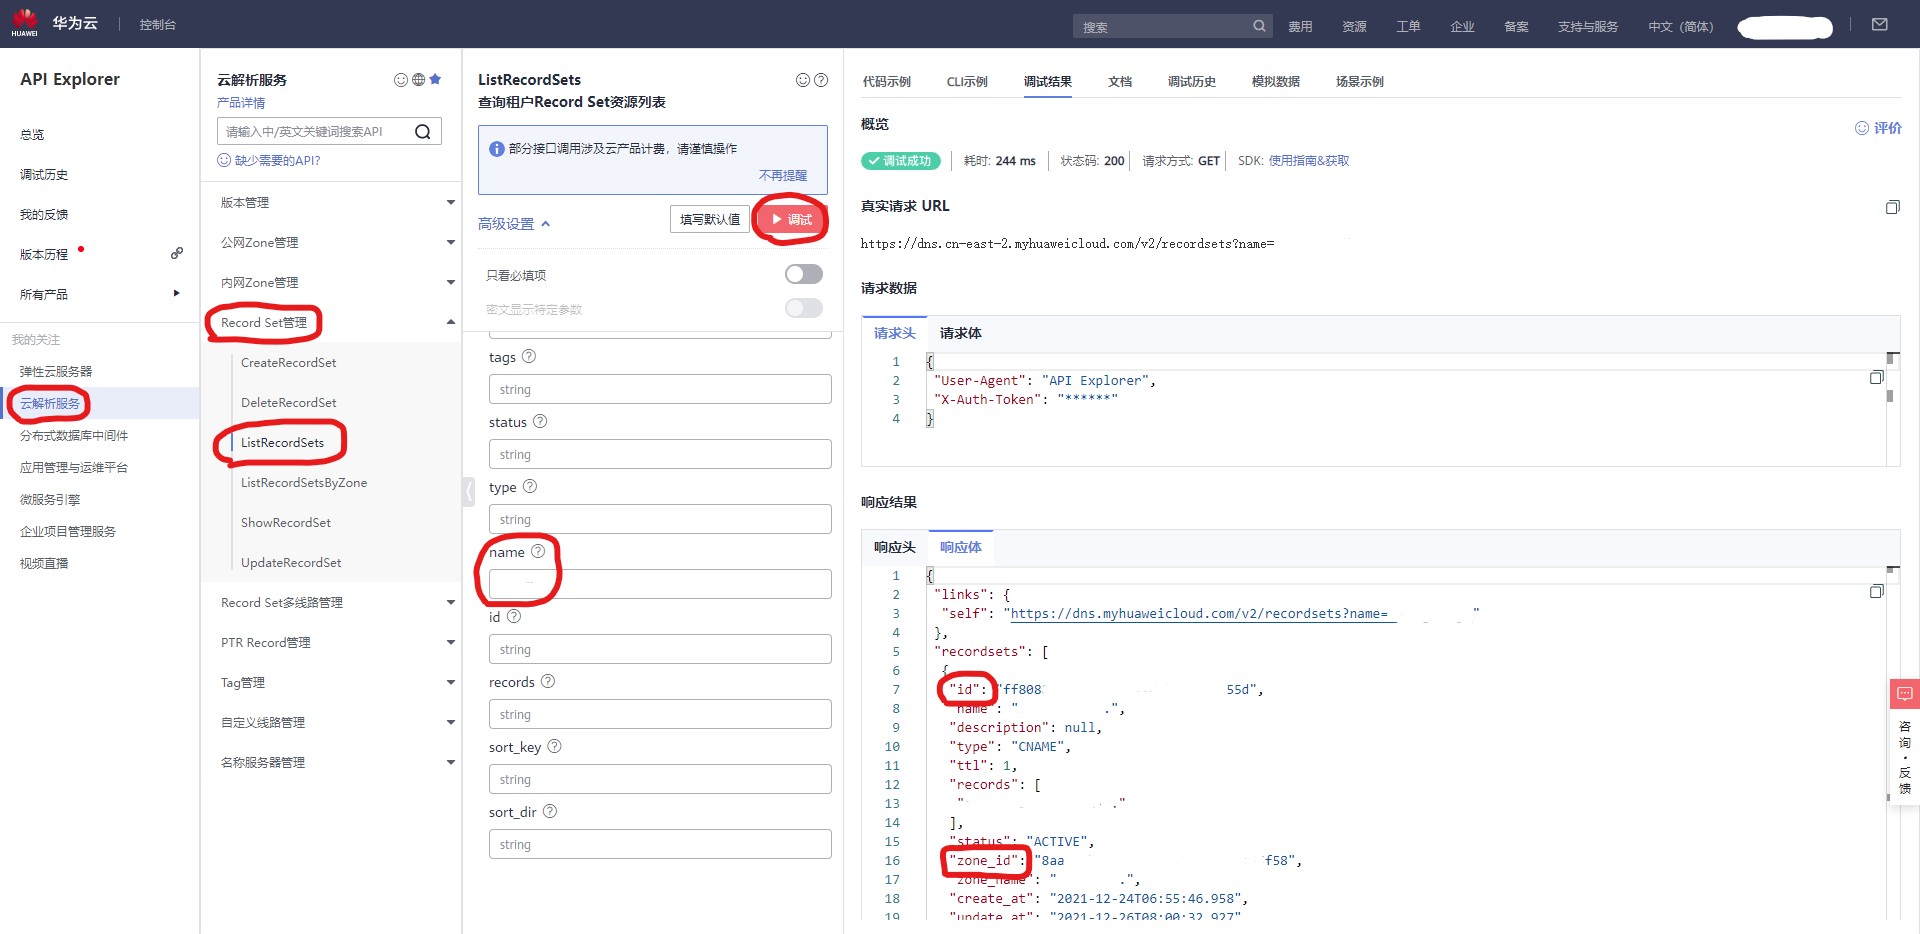 HUAWEI
华为云
控制台
搜索
费用
资源
工单
企业
备案
支持与服务
中文（简体）
API Explorer
总览
调试历史
我的反馈
版本历程
所有产品
我的关注
弹性云服务器
云解析服务
分布式数据库中间件
应用管理与运维平台
微服务引擎
企业项目管理服务
视频直播
云解析服务
产品详情
请输入中/英文关键词搜索API
缺少需要的API?
版本管理
公网Zone管理
内网Zone管理
Record Set管理
CreateRecordSet
DeleteRecordSet
ListRecordSets
ListRecordSetsByZone
ShowRecordSet
UpdateRecordSet
Record Set多线路管理
PTR Record管理
Tag管理
自定义线路管理
名称服务器管理
ListRecordSets
查询租户Record Set资源列表
部分接口调用涉及云产品计费，请谨慎操作
不再提醒
高级设置
填写默认值
调试
只看必填项
密文显示特定参数
tags
string
status
string
type
string
name
id
string
records
string
sort_key
string
sort_dir
string
代码示例
CLI示例
调试结果
文档
调试历史
模拟数据
场景示例
概览
评价
调试成功
耗时: 244 ms
状态码: 200
请求方式: GET
SDK: 使用指南&获取
真实请求 URL
https://dns.cn-east-2.myhuaweicloud.com/v2/recordsets?name=
请求数据
请求头
请求体
1 {
2 "User-Agent": "API Explorer",
3 "X-Auth-Token": "******"
4 }
响应结果
响应头
响应体
1 {
2 "links": {
3 "self": "https://dns.myhuaweicloud.com/v2/recordsets?name= "
4 },
5 "recordsets": [
6 {
7 "id": "ff808 55d",
8 "name": " .",
9 "description": null,
10 "type": "CNAME",
11 "ttl": 1,
12 "records": [
13 " ."
14 ],
15 "status": "ACTIVE",
16 "zone_id": "8aa f58",
17 "zone_name": " .",
18 "create_at": "2021-12-24T06:55:46.958",
19 "update_at": "2021-12-26T08:00:32.927"
咨询·反馈